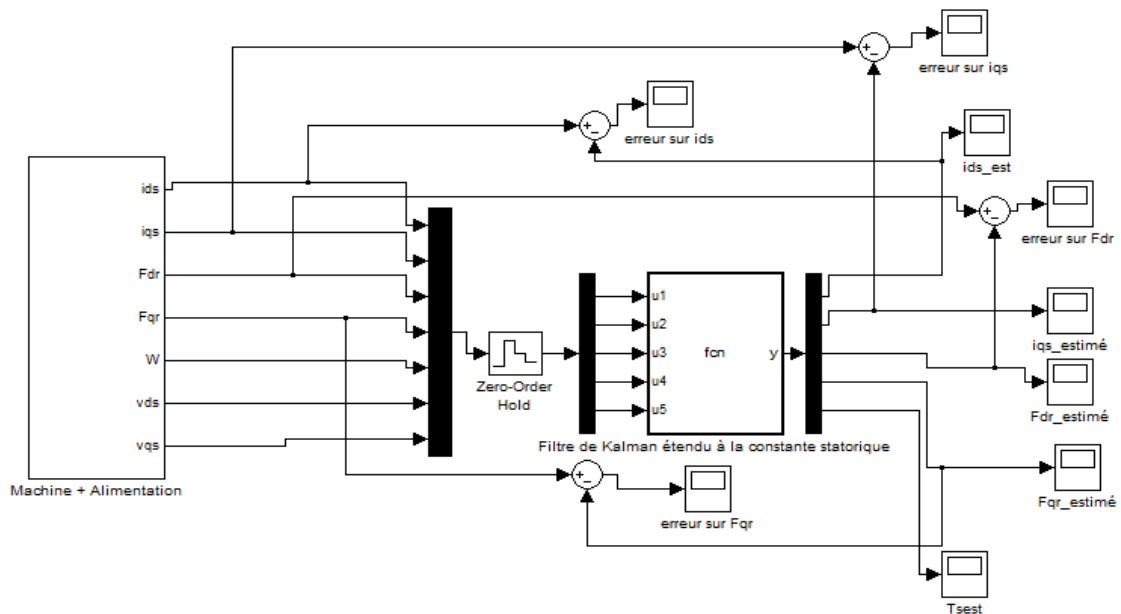 erreur sur iqs
erreur sur ids
ids_est
ids
iqs
Fdr
Fqr
W
vds
vqs
Machine + Alimentation
erreur sur Fdr
Zero-Order
Hold
u1
u2
u3
u4
u5
fcn
y
Filtre de Kalman étendu à la constante statorique
iqs_estimé
Fdr_estimé
Fqr_estimé
erreur sur Fqr
Tsest